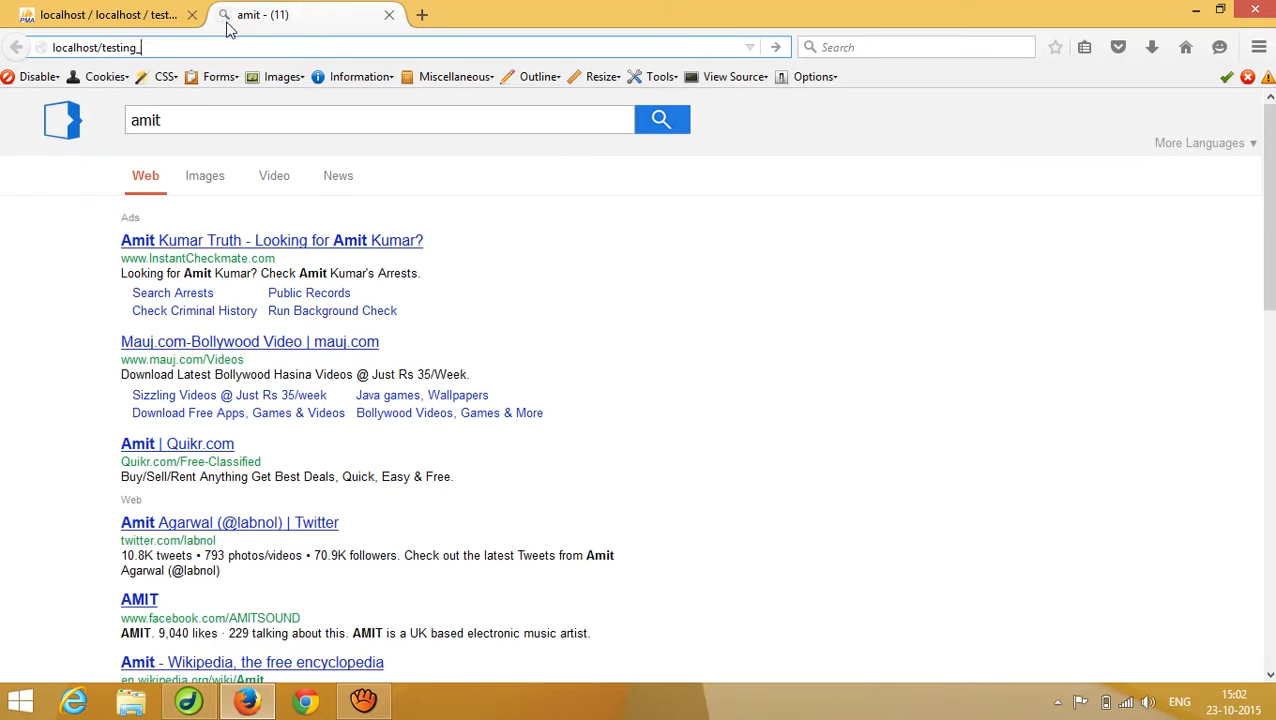 localhost / localhost / test...
amit - (11)
localhost/testing_
Search
Disable
Cookies
CSS
Forms
Images
Information
Miscellaneous
Outline
Resize
Tools
View Source
Options
amit
More Languages ▼
Web Images Video News
Ads
Amit Kumar Truth - Looking for Amit Kumar?
www.InstantCheckmate.com
Looking for Amit Kumar? Check Amit Kumar's Arrests.
Search Arrests Public Records
Check Criminal History Run Background Check
Mauj.com-Bollywood Video | mauj.com
www.mauj.com/Videos
Download Latest Bollywood Hasina Videos @ Just Rs 35/Week.
Sizzling Videos @ Just Rs 35/week Java games, Wallpapers
Download Free Apps, Games & Videos Bollywood Videos, Games & More
Amit | Quikr.com
Quikr.com/Free-Classified
Buy/Sell/Rent Anything Get Best Deals, Quick, Easy & Free.
Web
Amit Agarwal (@labnol) | Twitter
twitter.com/labnol
10.8K tweets • 793 photos/videos • 70.9K followers. Check out the latest Tweets from Amit
Agarwal (@labnol)
AMIT
www.facebook.com/AMITSOUND
AMIT. 9,040 likes · 229 talking about this. AMIT is a UK based electronic music artist.
Amit - Wikipedia, the free encyclopedia
en.wikipedia.org/wiki/Amit
ENG
15:02
23-10-2015